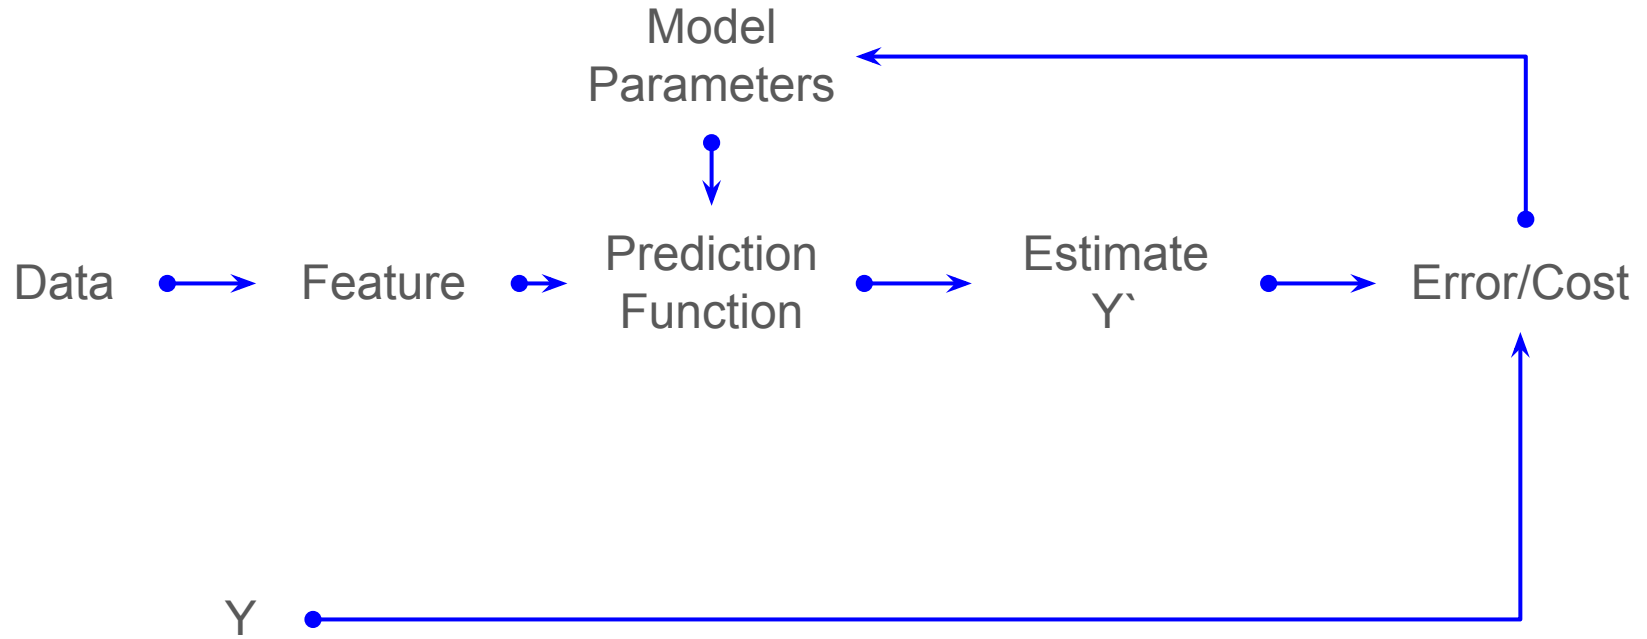 Model
Parameters
Data
Feature
Prediction
Function
Estimate
Y`
Error/Cost
Y